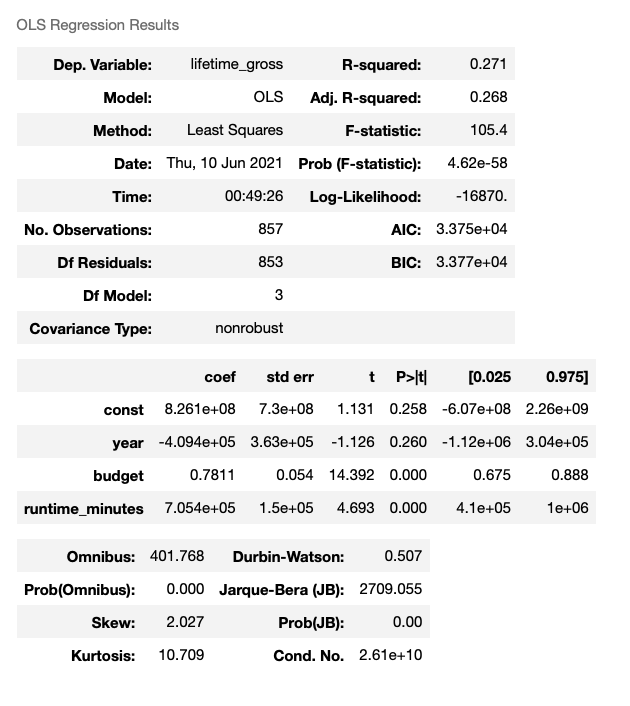 OLS Regression Results
Dep. Variable: lifetime_gross R-squared: 0.271
Model: OLS Adj. R-squared: 0.268
Method: Least Squares F-statistic: 105.4
Date: Thu, 10 Jun 2021 Prob (F-statistic): 4.62e-58
Time: 00:49:26 Log-Likelihood: -16870.
No. Observations: 857 AIC: 3.375e+04
Df Residuals: 853 BIC: 3.377e+04
Df Model: 3
Covariance Type: nonrobust
coef std err t P>|t| [0.025 0.975]
const 8.261e+08 7.3e+08 1.131 0.258 -6.07e+08 2.26e+09
year -4.094e+05 3.63e+05 -1.126 0.260 -1.12e+06 3.04e+05
budget 0.7811 0.054 14.392 0.000 0.675 0.888
runtime_minutes 7.054e+05 1.5e+05 4.693 0.000 4.1e+05 1e+06
Omnibus: 401.768 Durbin-Watson: 0.507
Prob(Omnibus): 0.000 Jarque-Bera (JB): 2709.055
Skew: 2.027 Prob(JB): 0.00
Kurtosis: 10.709 Cond. No. 2.61e+10